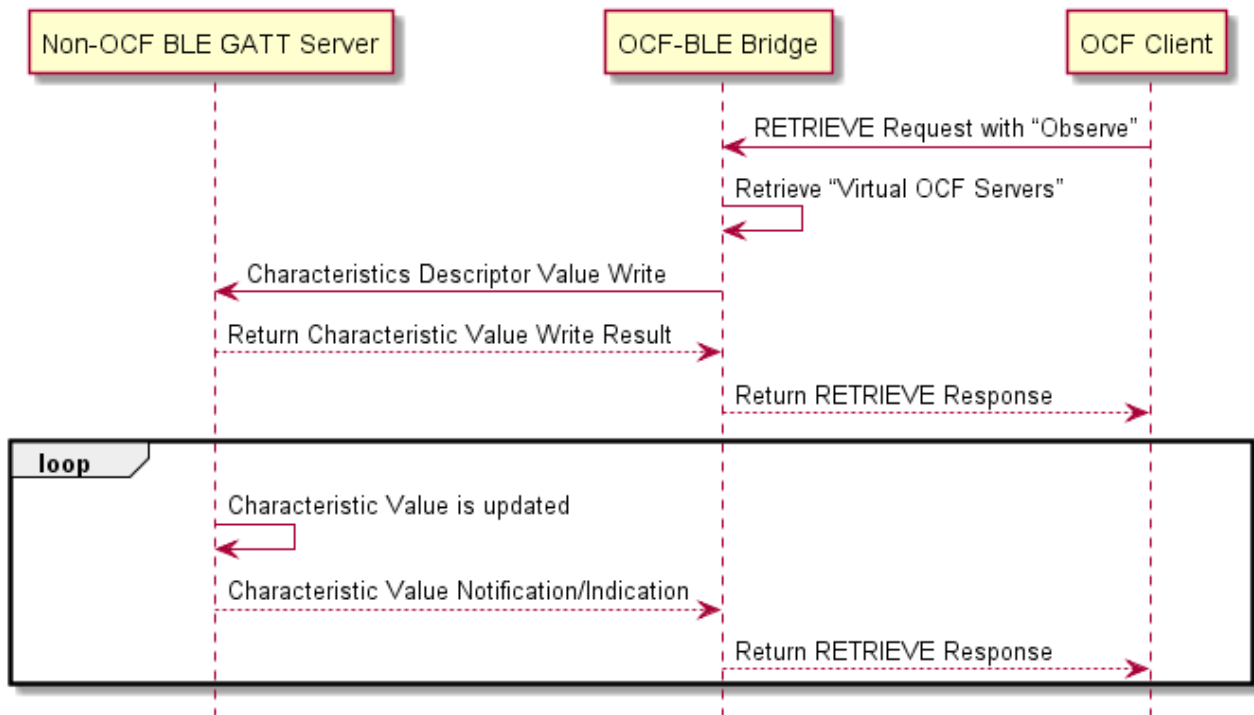 Non-OCF BLE GATT Server
OCF-BLE Bridge
OCF Client
RETRIEVE Request with “Observe”
Retrieve “Virtual OCF Servers”
Characteristics Descriptor Value Write
Return Characteristic Value Write Result
Return RETRIEVE Response
loop
Characteristic Value is updated
Characteristic Value Notification/Indication
Return RETRIEVE Response